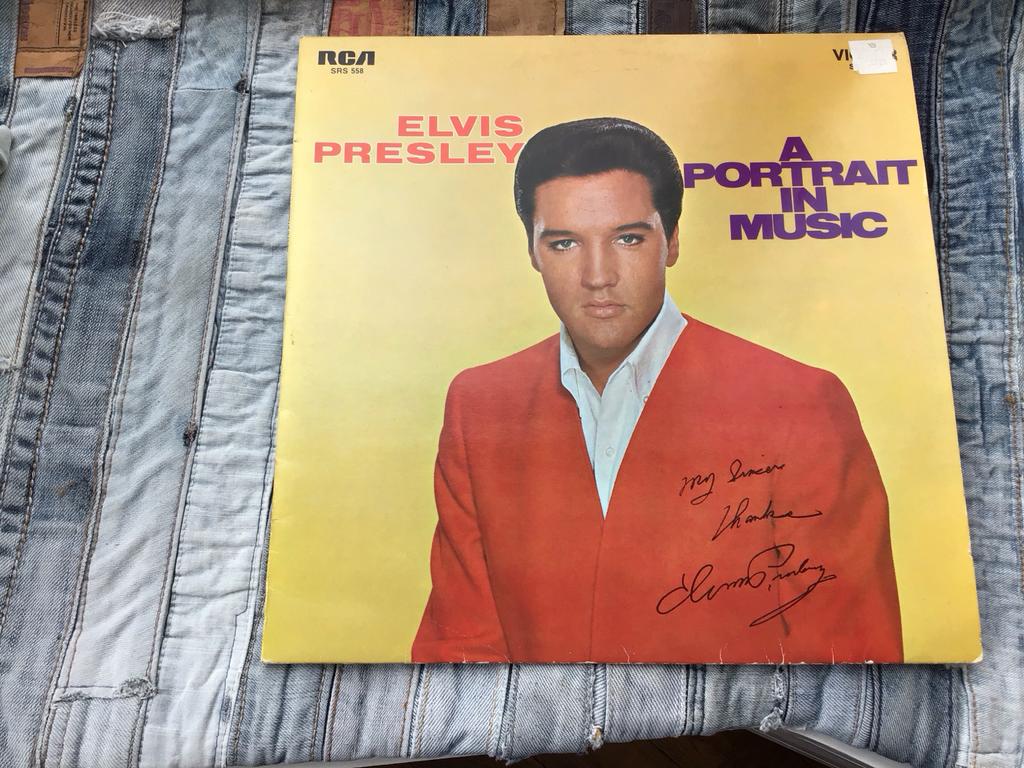 RCA
SRS 558
ELVIS
PRESLEY
A
PORTRAIT
IN
MUSIC
My Sincere
Thanks
Elvis Presley